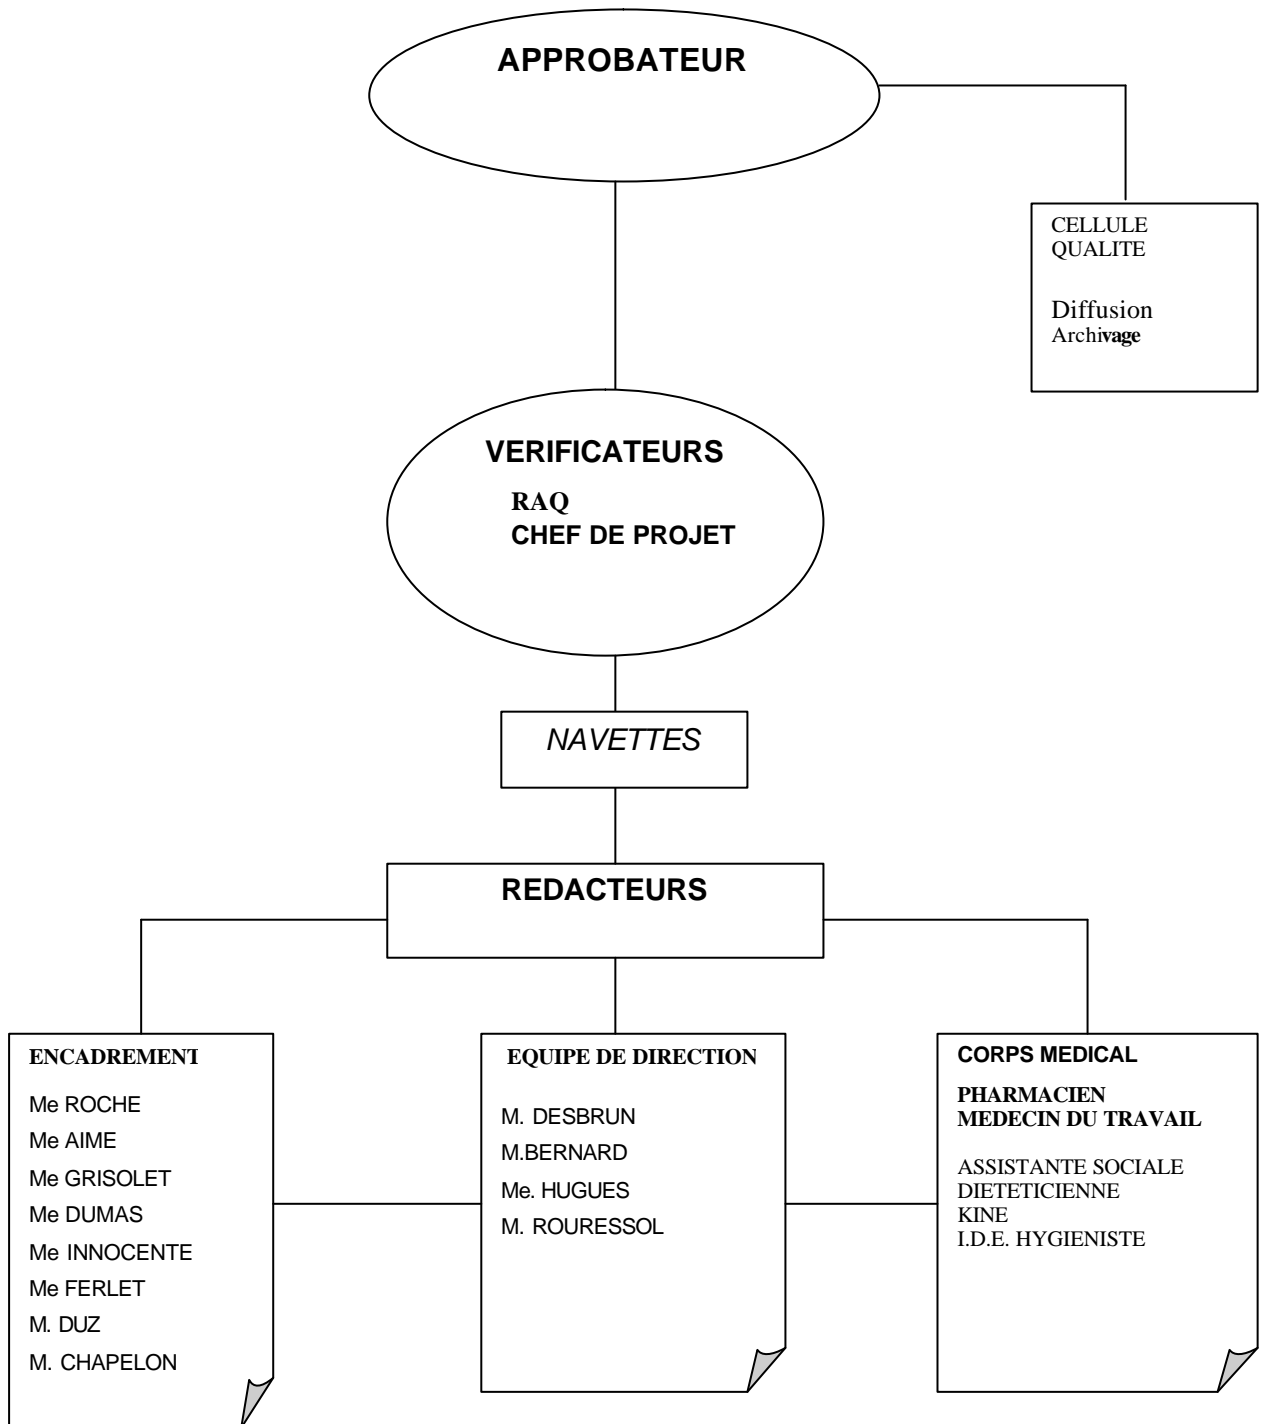 APPROBATEUR
CELLULE
QUALITE
Diffusion
Archivage
VERIFICATEURS
RAQ
CHEF DE PROJET
NAVETTES
REDACTEURS
ENCADREMENT
Me ROCHE
Me AIME
Me GRISOLET
Me DUMAS
Me INNOCENTE
Me FERLET
M. DUZ
M. CHAPELON
EQUIPE DE DIRECTION
M. DESBRUN
M.BERNARD
Me. HUGUES
M. ROURESSOL
CORPS MEDICAL
PHARMACIEN
MEDECIN DU TRAVAIL
ASSISTANTE SOCIALE
DIETETICIENNE
KINE
I.D.E. HYGIENISTE